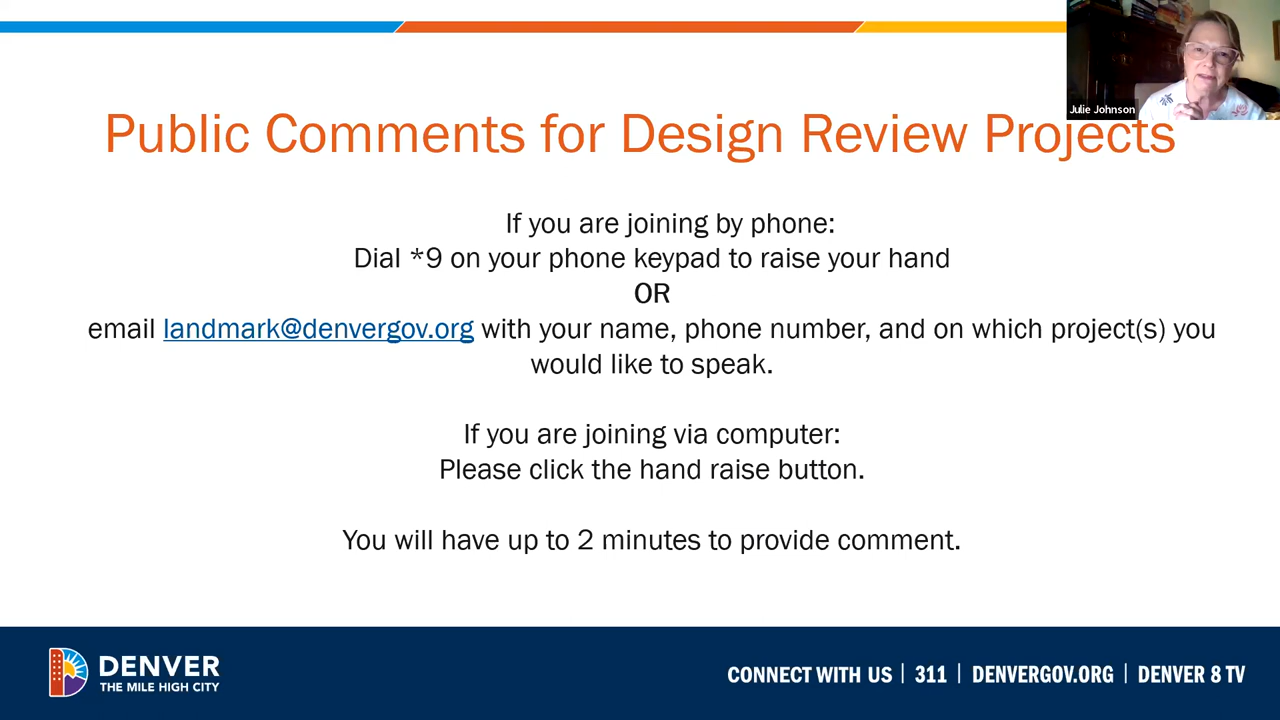 Julie Johnson
Public Comments for Design Review Projects
If you are joining by phone:
Dial *9 on your phone keypad to raise your hand
OR
email landmark@denvergov.org with your name, phone number, and on which project(s) you
would like to speak.
If you are joining via computer:
Please click the hand raise button.
You will have up to 2 minutes to provide comment.
DENVER
THE MILE HIGH CITY
CONNECT WITH US | 311 | DENVERGOV.ORG | DENVER 8 TV